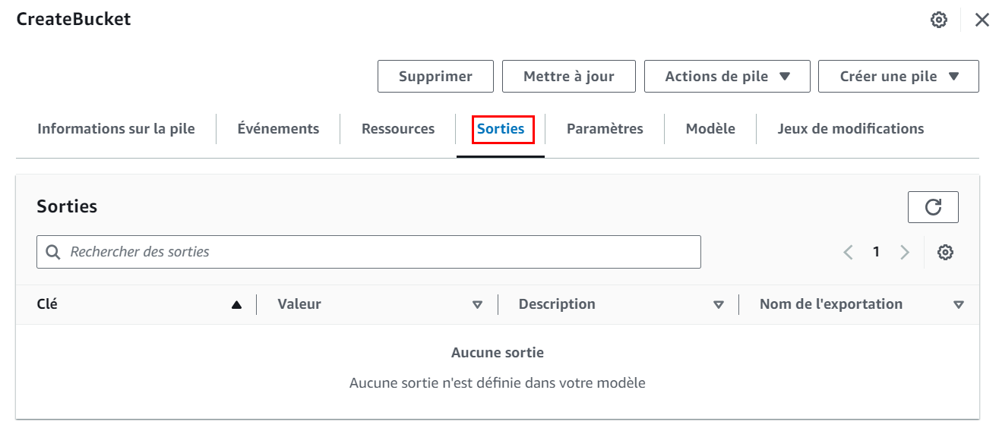 CreateBucket
Supprimer Mettre à jour Actions de pile Créer une pile
Informations sur la pile Événements Ressources Sorties Paramètres Modèle Jeux de modifications
Sorties
Rechercher des sorties 1
Clé Valeur Description Nom de l'exportation
Aucune sortie
Aucune sortie n'est définie dans votre modèle